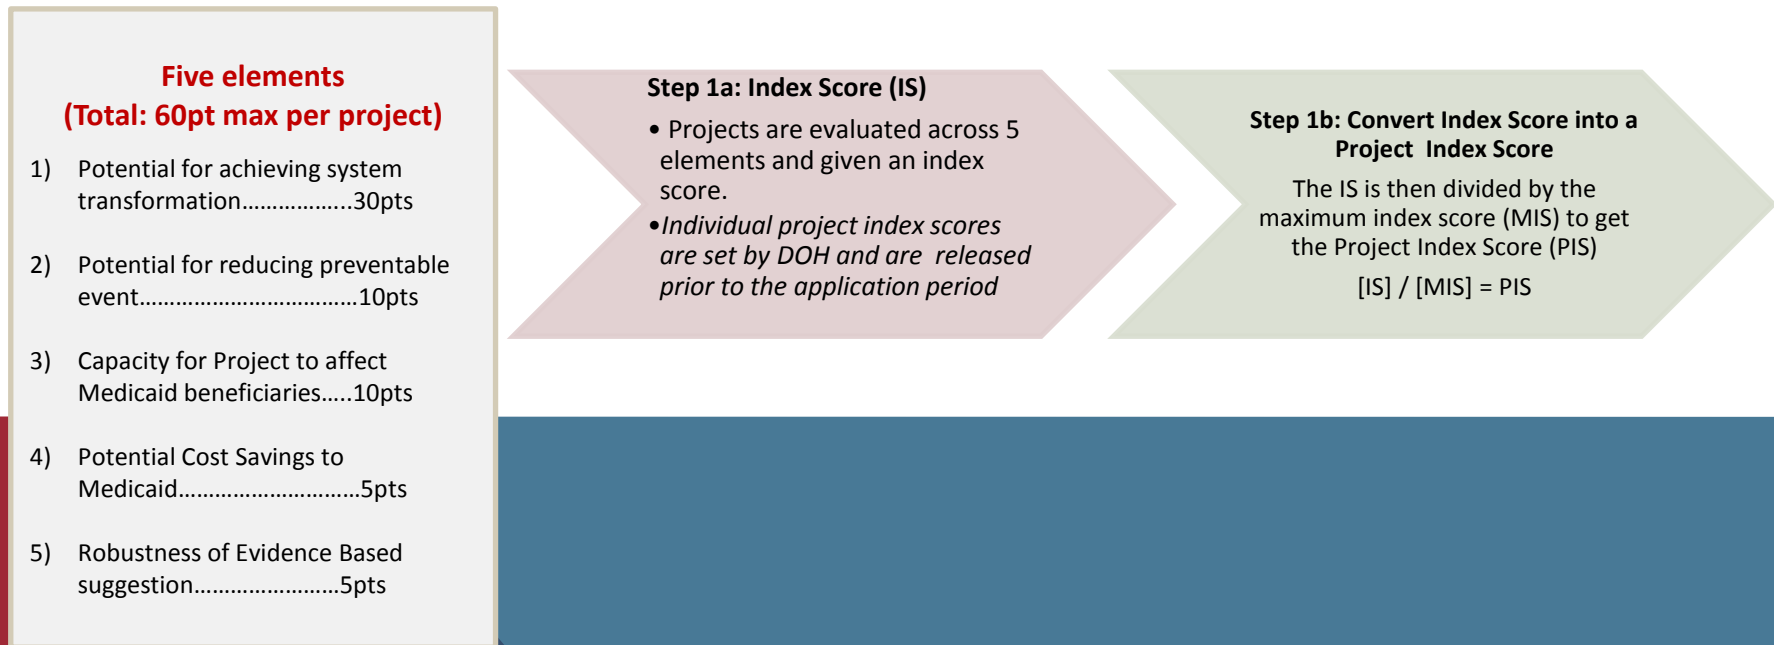 Five elements
(Total: 60pt max per project)
1) Potential for achieving system
transformation……………...30pts
2) Potential for reducing preventable
event……………………………….10pts
3) Capacity for Project to affect
Medicaid beneficiaries…..10pts
4) Potential Cost Savings to
Medicaid…………………………5pts
5) Robustness of Evidence Based
suggestion……………………5pts
Step 1a: Index Score (IS)
• Projects are evaluated across 5
elements and given an index
score.
•Individual project index scores
are set by DOH and are released
prior to the application period
Step 1b: Convert Index Score into a
Project Index Score
The IS is then divided by the
maximum index score (MIS) to get
the Project Index Score (PIS)
[IS] / [MIS] = PIS